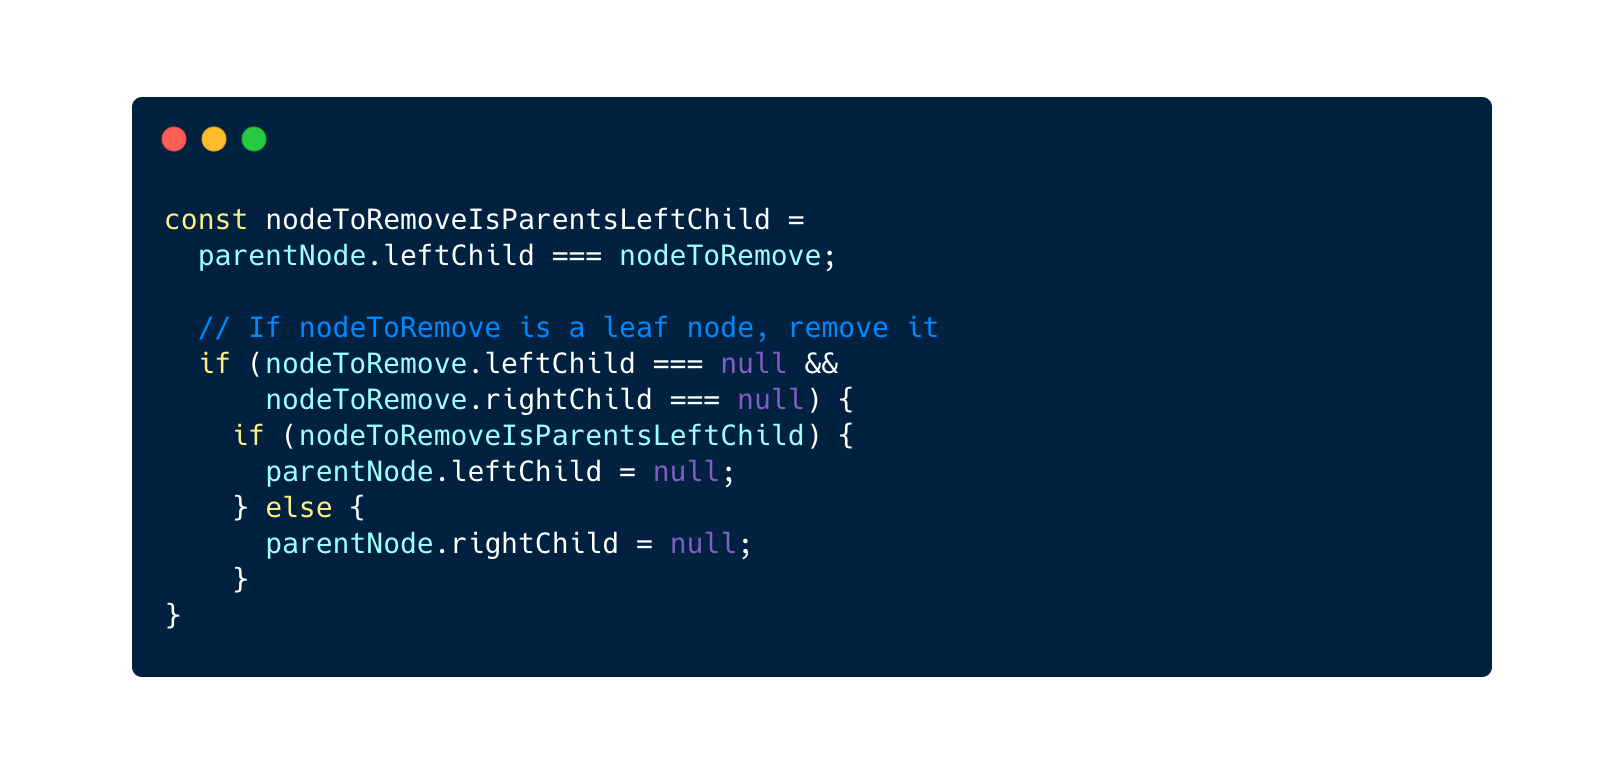 const nodeToRemoveIsParentsLeftChild =
  parentNode.leftChild === nodeToRemove;

  // If nodeToRemove is a leaf node, remove it
  if (nodeToRemove.leftChild === null &&
      nodeToRemove.rightChild === null) {
    if (nodeToRemoveIsParentsLeftChild) {
      parentNode.leftChild = null;
    } else {
      parentNode.rightChild = null;
    }
}